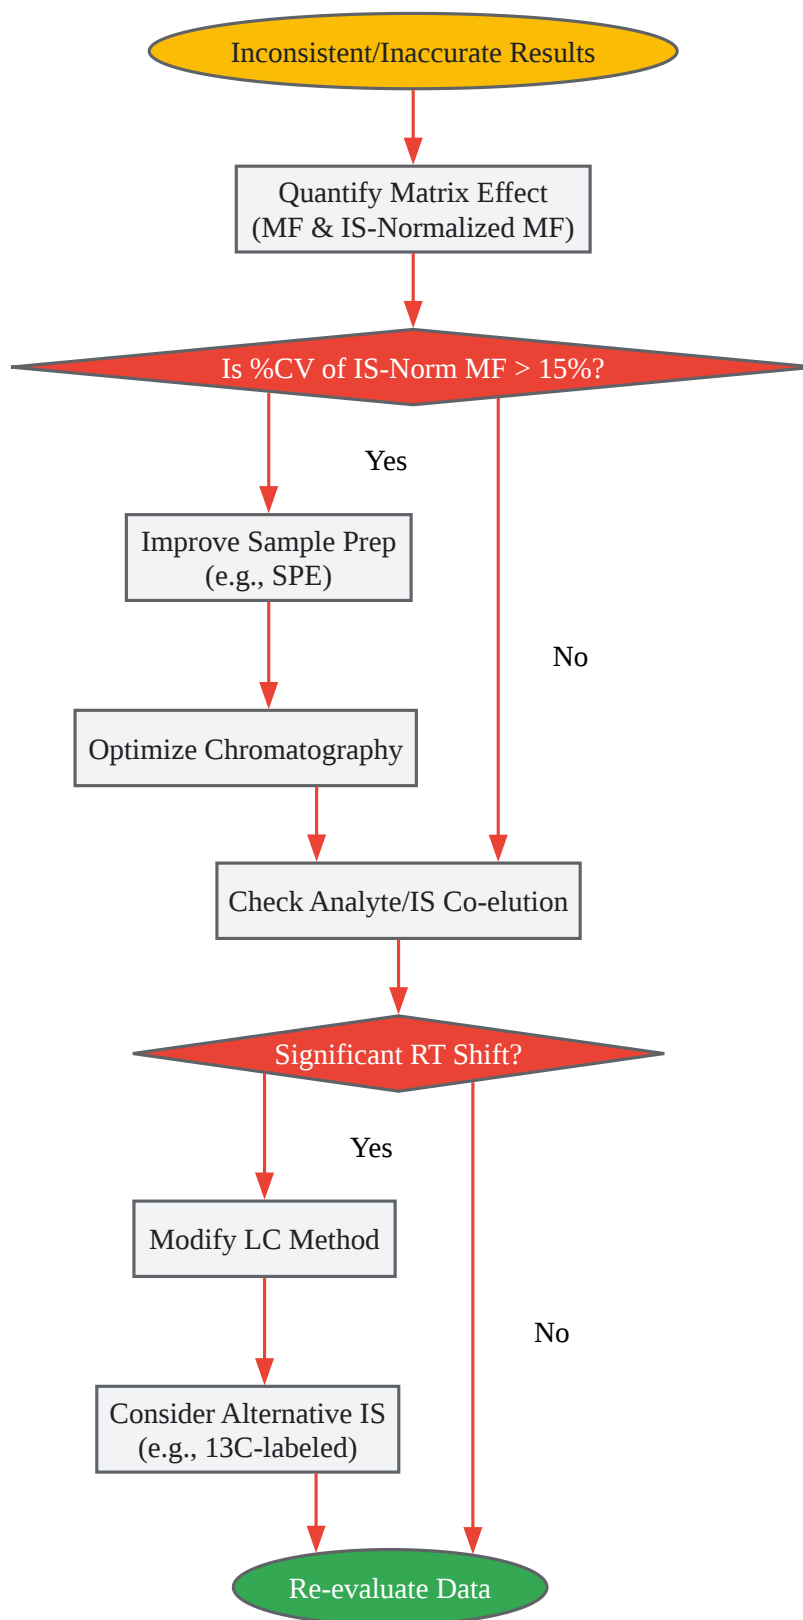 Inconsistent/Inaccurate Results
Quantify Matrix Effect
(MF & IS-Normalized MF)
Is %CV of IS-Norm MF > 15%?
Yes
Improve Sample Prep
(e.g., SPE)
No
Optimize Chromatography
Check Analyte/IS Co-elution
Significant RT Shift?
Yes
Modify LC Method
No
Consider Alternative IS
(e.g., 13C-labeled)
Re-evaluate Data